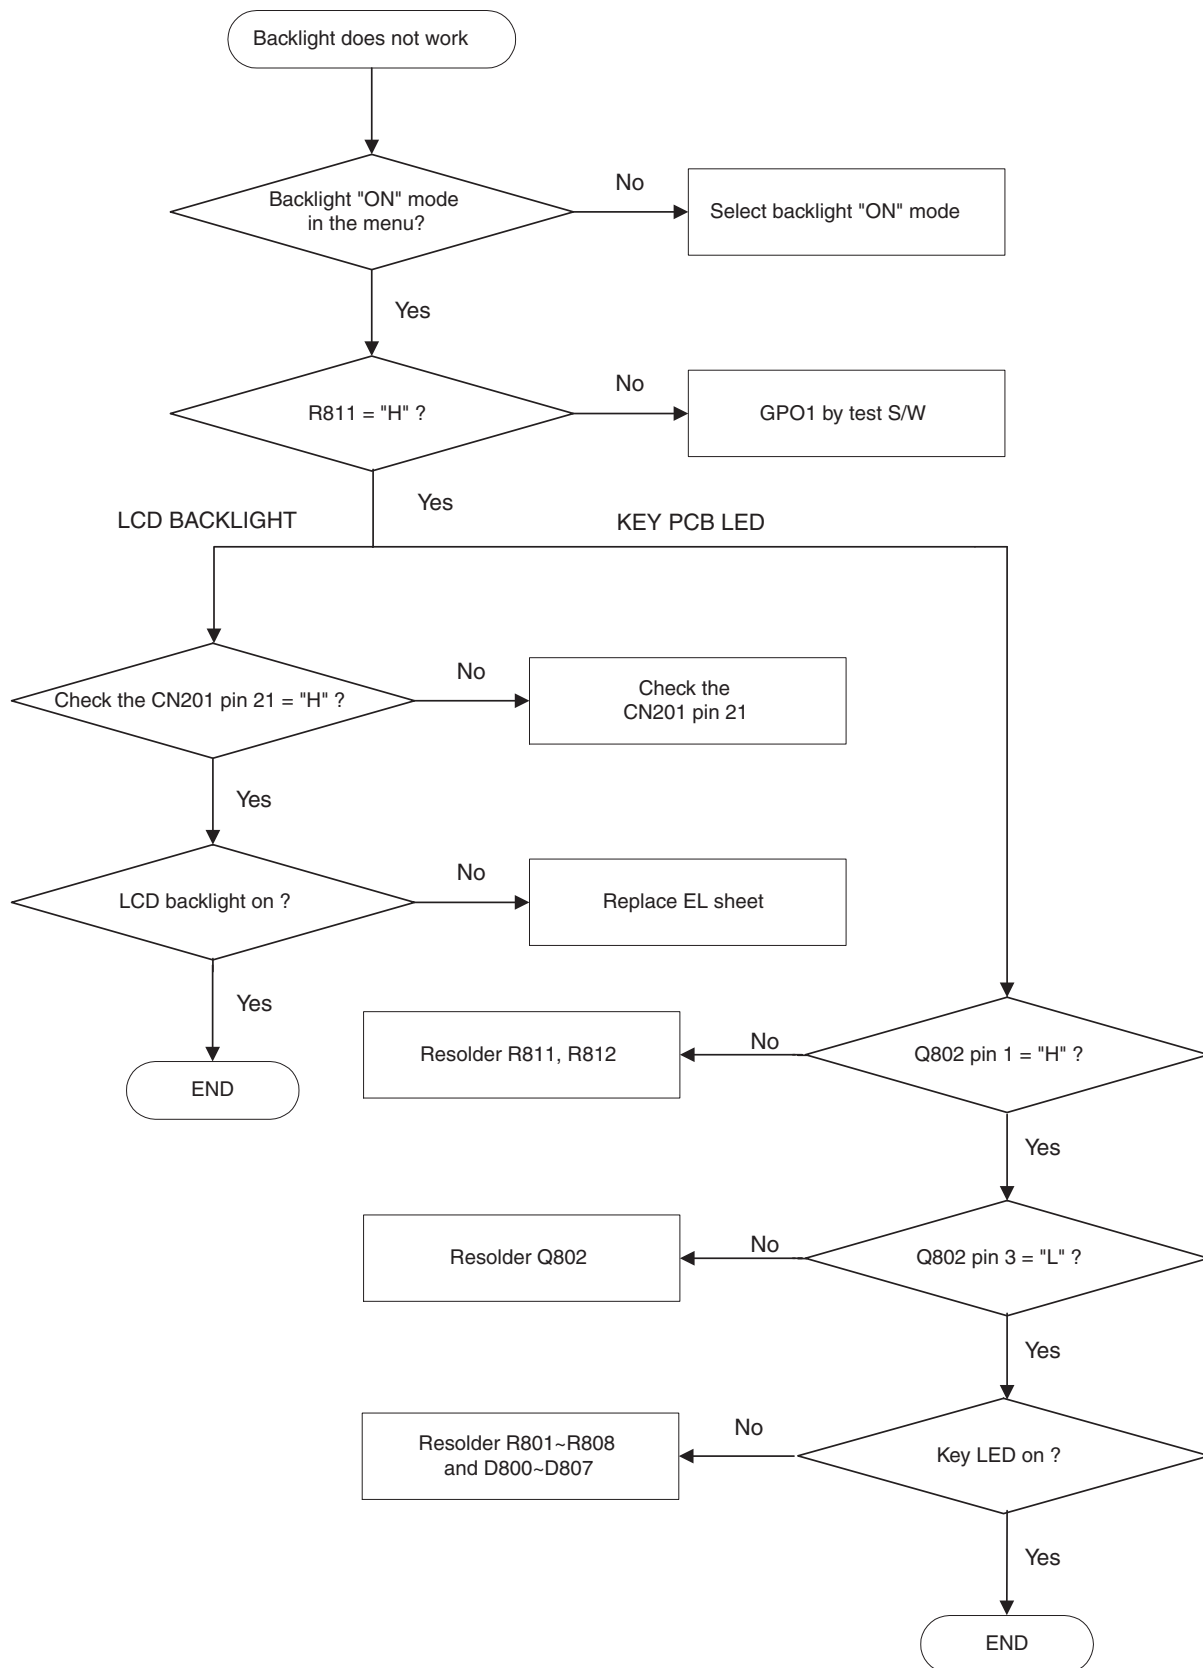 Backlight does not work
Backlight "ON" mode
in the menu?
No
Select backlight "ON" mode
Yes
R811 = "H" ?
No
GPO1 by test S/W
Yes
LCD BACKLIGHT
KEY PCB LED
Check the CN201 pin 21 = "H" ?
No
Check the
CN201 pin 21
Yes
LCD backlight on ?
No
Replace EL sheet
Yes
END
Q802 pin 1 = "H" ?
No
Resolder R811, R812
Yes
Q802 pin 3 = "L" ?
No
Resolder Q802
Yes
Key LED on ?
No
Resolder R801~R808
and D800~D807
Yes
END